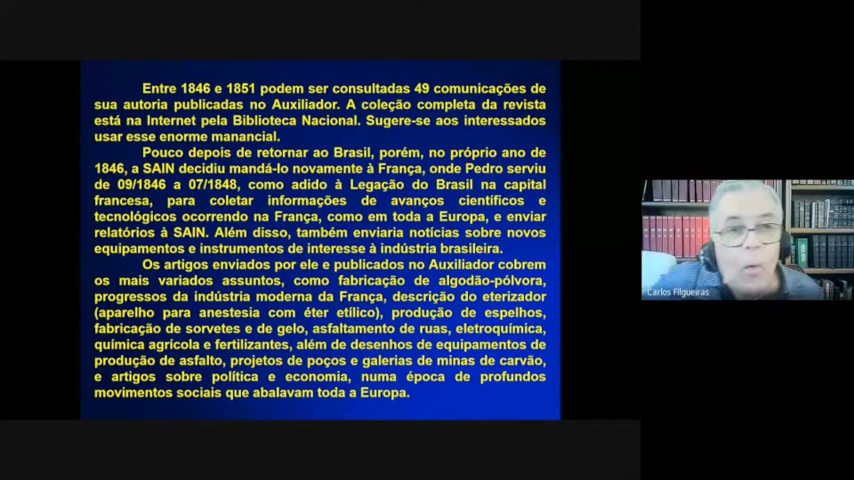 Entre 1846 e 1851 podem ser consultadas 49 comunicações de
sua autoria publicadas no Auxiliador. A coleção completa da revista
está na Internet pela Biblioteca Nacional. Sugere-se aos interessados
usar esse enorme manancial.
Pouco depois de retornar ao Brasil, porém, no próprio ano de
1846, a SAIN decidiu mandá-lo novamente à França, onde Pedro serviu
de 09/1846 a 07/1848, como adido à Legação do Brasil na capital
francesa, para coletar informações de avanços científicos e
tecnológicos ocorrendo na França, como em toda a Europa, e enviar
relatórios à SAIN. Além disso, também enviaria notícias sobre novos
equipamentos e instrumentos de interesse à indústria brasileira.
Os artigos enviados por ele e publicados no Auxiliador cobrem
os mais variados assuntos, como fabricação de algodão-pólvora,
progressos da indústria moderna da França, descrição do eterizador
(aparelho para anestesia com éter etílico), produção de espelhos,
fabricação de sorvetes e de gelo, asfaltamento de ruas, eletroquímica,
química agrícola e fertilizantes, além de desenhos de equipamentos de
produção de asfalto, projetos de poços e galerias de minas de carvão,
e artigos sobre política e economia, numa época de profundos
movimentos sociais que abalavam toda a Europa.
Carlos Filgueiras